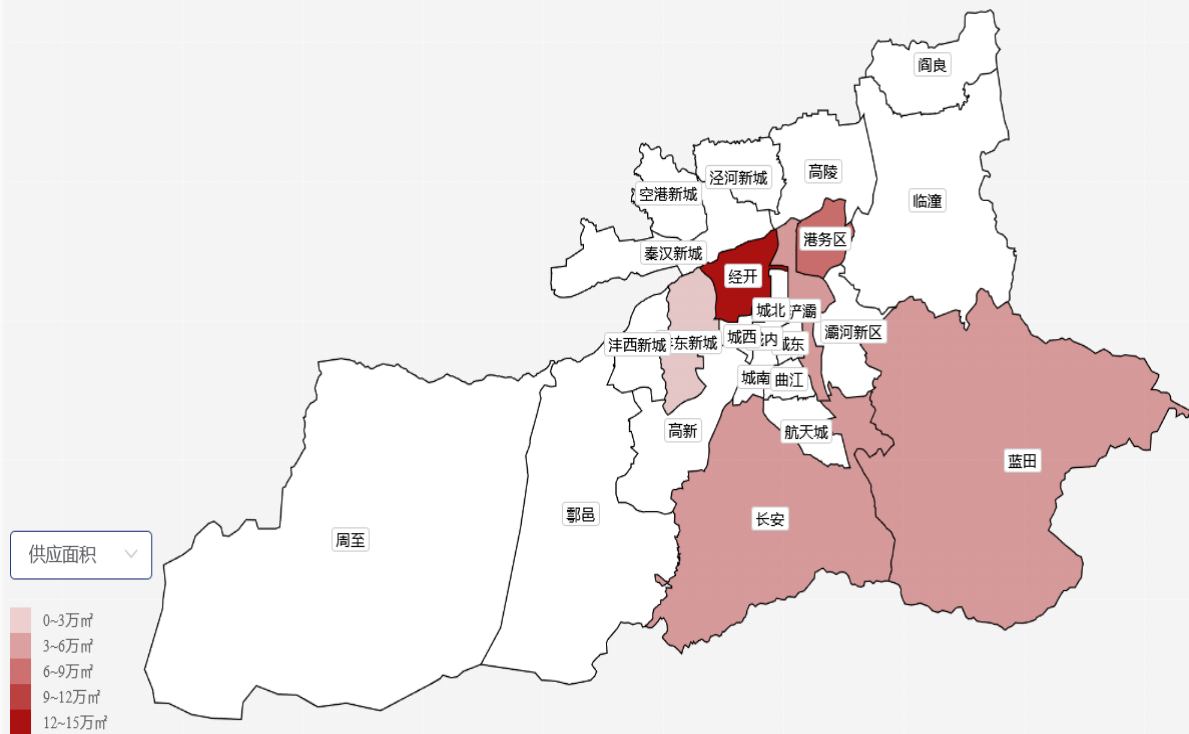 阎良
高陵
泾河新城
空港新城
临潼
港务区
秦汉新城
经开
城北
浐灞
灞河新区
城西
城内
城东
沣西新城
沣东新城
城南
曲江
高新
航天城
蓝田
鄠邑
长安
周至
供应面积
0~3万㎡
3~6万㎡
6~9万㎡
9~12万㎡
12~15万㎡